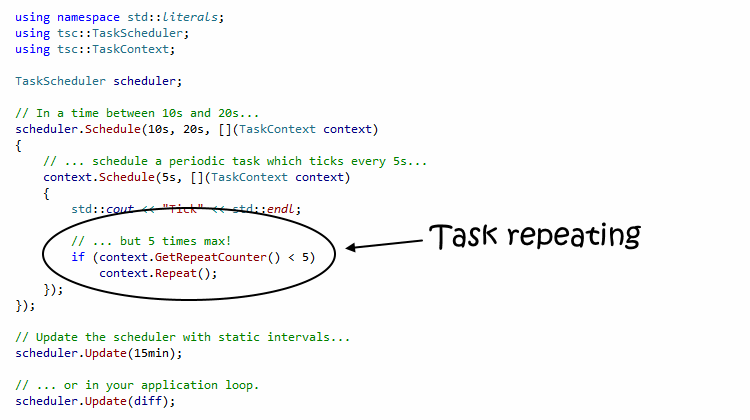 using namespace std::literals;
using tsc::TaskScheduler;
using tsc::TaskContext;
TaskScheduler scheduler;
// In a time between 10s and 20s...
scheduler.Schedule(10s, 20s, [](TaskContext context)
{
// ... schedule a periodic task which ticks every 5s...
context.Schedule(5s, [](TaskContext context)
{
std::cout << "Tick" << std::endl;
// ... but 5 times max!
if (context.GetRepeatCounter() < 5)
context.Repeat();
});
});
Task repeating
// Update the scheduler with static intervals...
scheduler.Update(15min);
// ... or in your application loop.
scheduler.Update(diff);